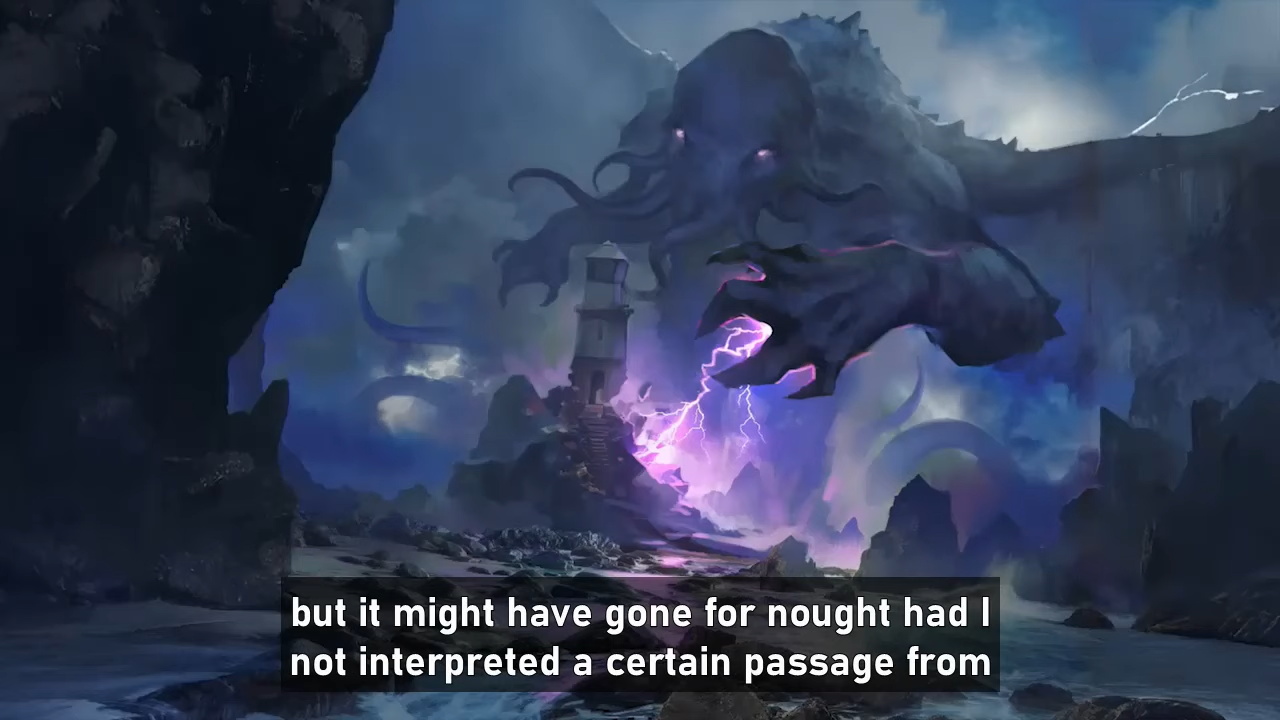 but it might have gone for nought had I
not interpreted a certain passage from